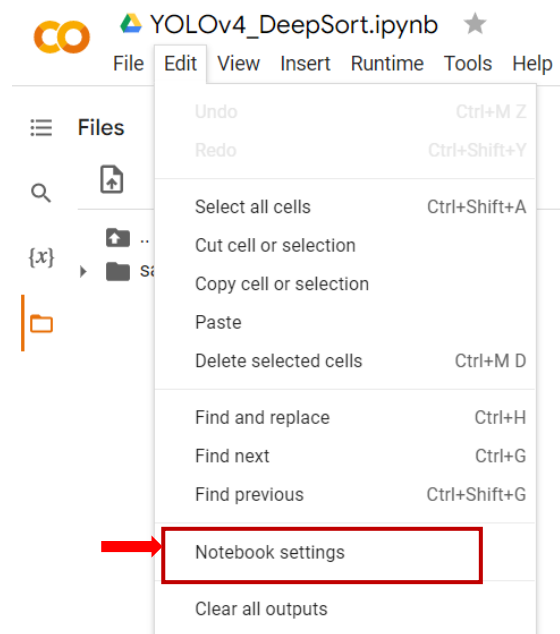 YOLOv4_DeepSort.ipynb
File Edit View Insert Runtime Tools Help
Undo Ctrl+M Z
Redo Ctrl+Shift+Y
Files
Select all cells Ctrl+Shift+A
{x}
..
Cut cell or selection
sa
Copy cell or selection
Paste
Delete selected cells Ctrl+M D
Find and replace Ctrl+H
Find next Ctrl+G
Find previous Ctrl+Shift+G
Notebook settings
Clear all outputs